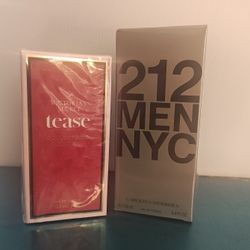 VICTORIA'S
SECRET
tease
212
MEN
NYC
CAROLINA HERRERA